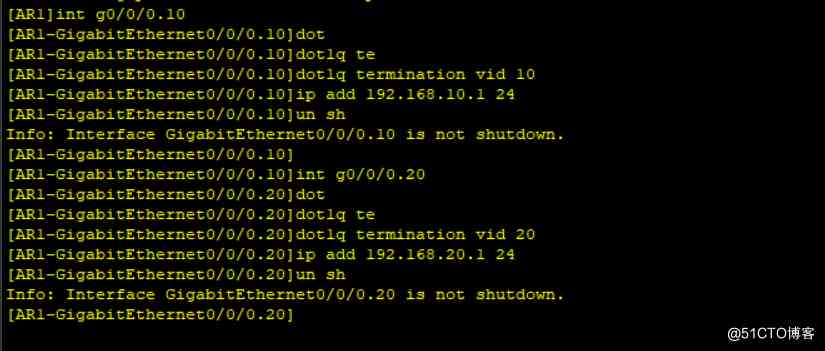 [AR1]int g0/0/0.10
[AR1-GigabitEthernet0/0/0.10]dot
[AR1-GigabitEthernet0/0/0.10]dot1q te
[AR1-GigabitEthernet0/0/0.10]dot1q termination vid 10
[AR1-GigabitEthernet0/0/0.10]ip add 192.168.10.1 24
[AR1-GigabitEthernet0/0/0.10]un sh
Info: Interface GigabitEthernet0/0/0.10 is not shutdown.
[AR1-GigabitEthernet0/0/0.10]
[AR1-GigabitEthernet0/0/0.10]int g0/0/0.20
[AR1-GigabitEthernet0/0/0.20]dot
[AR1-GigabitEthernet0/0/0.20]dot1q te
[AR1-GigabitEthernet0/0/0.20]dot1q termination vid 20
[AR1-GigabitEthernet0/0/0.20]ip add 192.168.20.1 24
[AR1-GigabitEthernet0/0/0.20]un sh
Info: Interface GigabitEthernet0/0/0.20 is not shutdown.
[AR1-GigabitEthernet0/0/0.20]
@51CTO博客